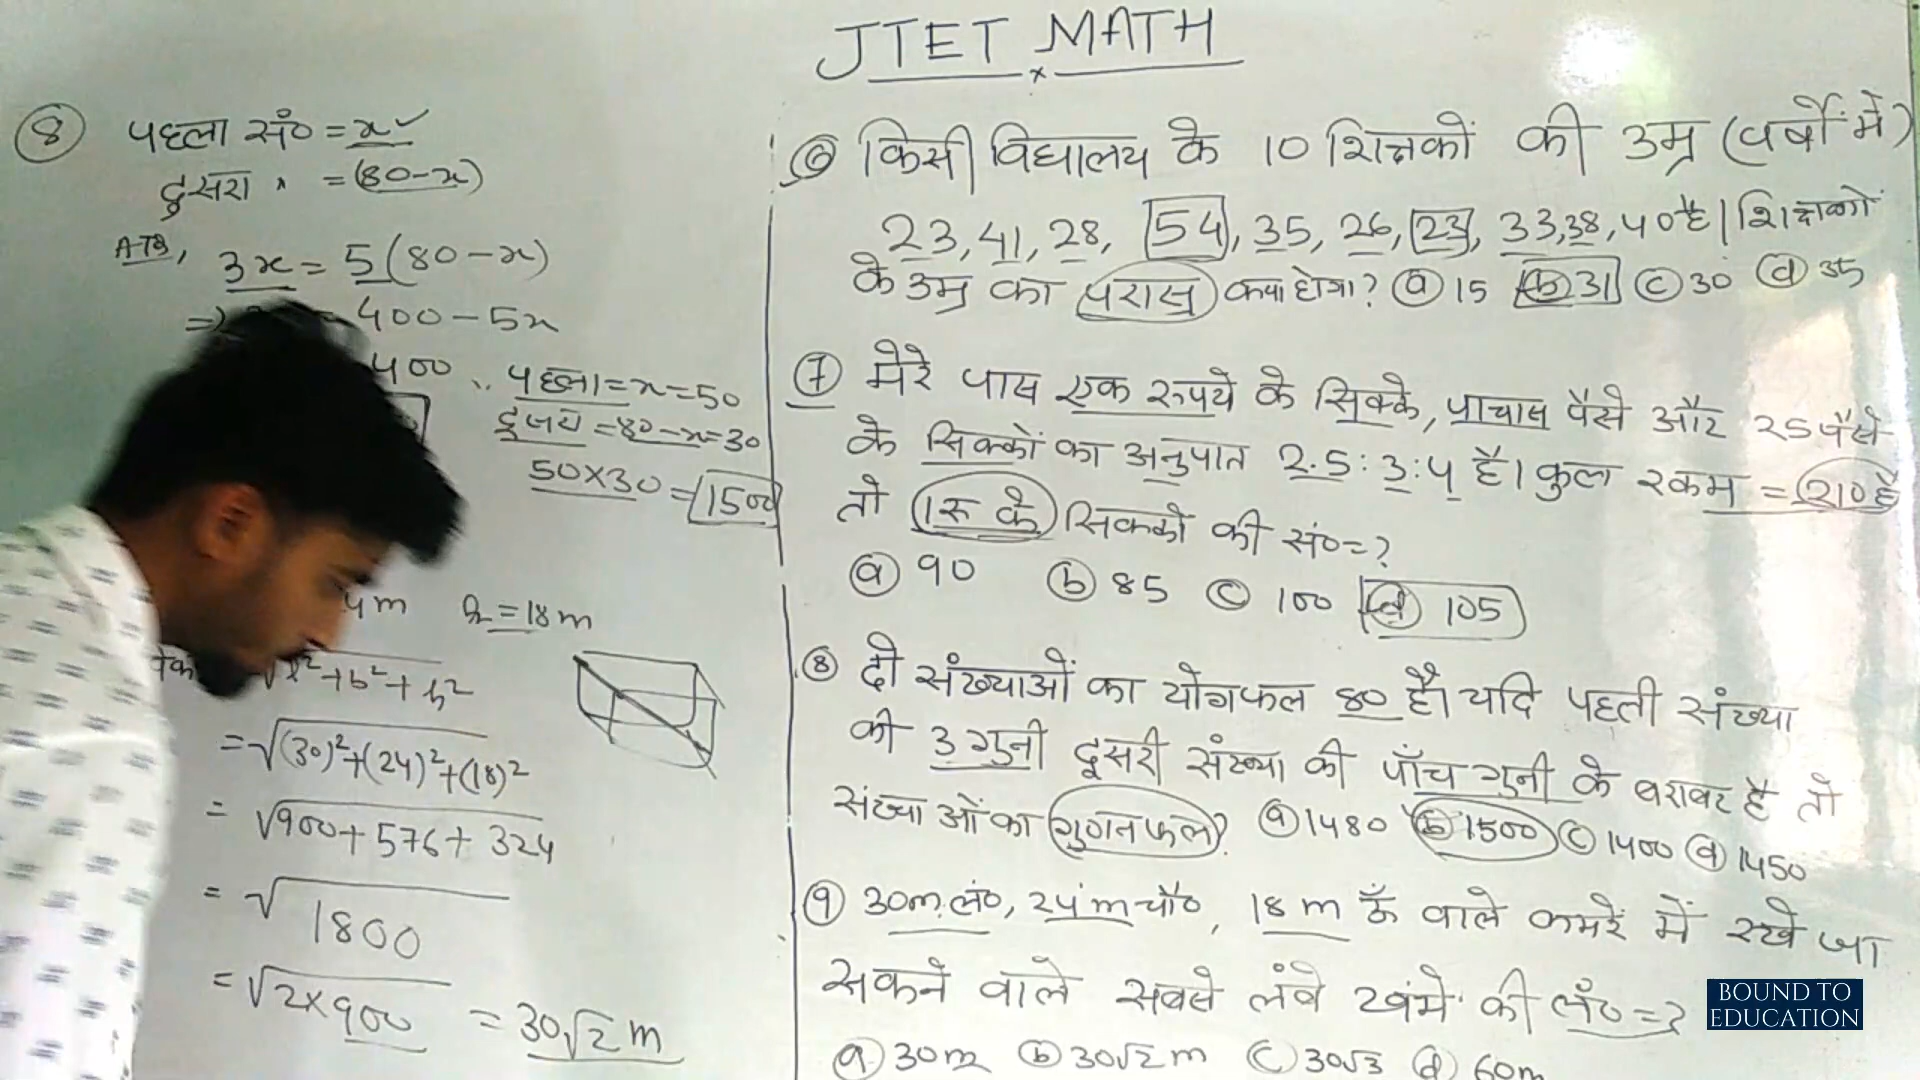 JTET MATH
⑧ पहला सं० = x ✓
दुसरा " = (80-x)
ATQ, 3x = 5(80-x)
400-5x
400
∴ पहला = x = 50
= 80-x = 30
50×30 = 1500
4m h = 18m
√l²+b²+h²
= √(30)²+(24)²+(18)²
= √900+576+324
= √1800
= √2×900 = 30√2 m
⑥ किसी विद्यालय के 10 शिक्षकों की उम्र (वर्षों में)
23, 41, 28, 54, 35, 26, 23, 33, 38, 40 है। शिक्षकों
के उम्र का परास क्या होगा? ⓐ 15 ⓑ 31 ⓒ 30 ⓓ 35
⑦ मेरे पास एक रुपये के सिक्के, पाचास पैसे और 25 पैसे
के सिक्कों का अनुपात 2.5 : 3 : 4 है। कुल रकम = 210 है
तो 1 रु के सिक्को की सं० = ?
ⓐ 90 ⓑ 85 ⓒ 100 ⓓ 105
⑧ दो संख्याओं का योगफल 80 है। यदि पहली संख्या
की 3 गुनी दूसरी संख्या की पाँच गुनी के बराबर है तो
संख्या ओं का गुणनफल? ⓐ 1480 ⓑ 1500 ⓒ 1400 ⓓ 1450
⑨ 30m लं०, 24m चौ०, 18m ऊँ वाले कमरें में रखे जा
सकने वाले सबसे लंबे खंभे की लं० = ?
ⓐ 30m ⓑ 30√2 m ⓒ 30√3 ⓓ 60m
BOUND TO
EDUCATION